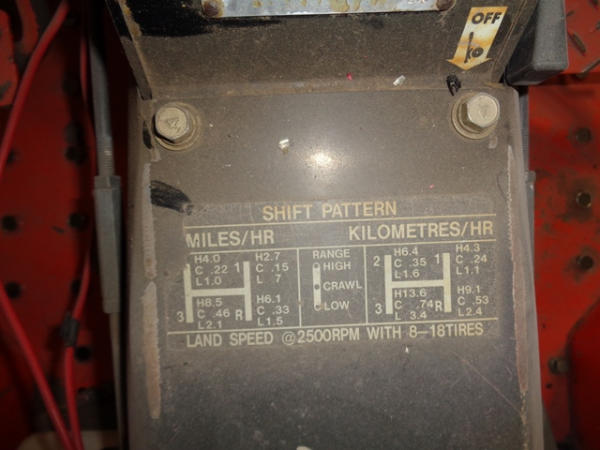 OFF
SHIFT PATTERN
MILES/HR KILOMETRES/HR
H4.0 H2.7 RANGE H6.4 H4.3
C .22 1 C .15 HIGH 2 C .35 1 C .24
L1.0 L 7 CRAWL L1.6 L1.1
H8.5 H6.1 LOW H13.6 H9.1
3 C .46 R C .33 3 C .74 R C .53
L2.1 L1.5 L 3.4 L2.4
LAND SPEED @2500RPM WITH 8-18TIRES